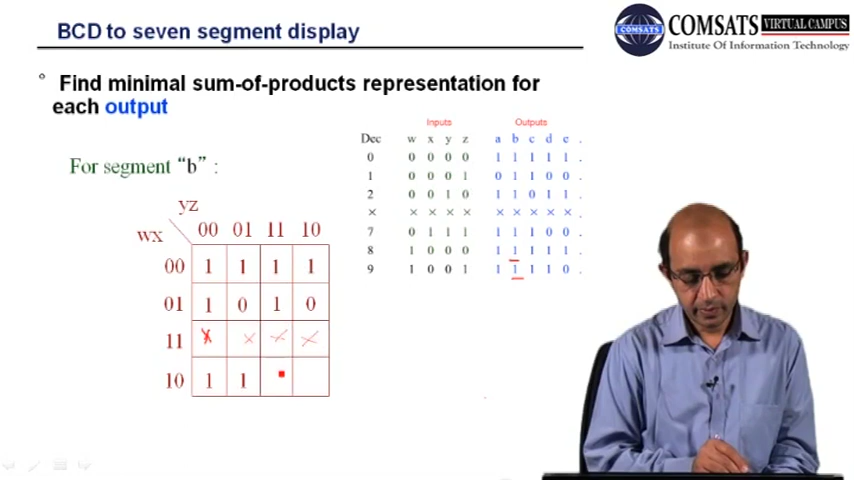 BCD to seven segment display
COMSATS VIRTUAL CAMPUS
Institute Of Information Technology
COMSATS
° Find minimal sum-of-products representation for
each output
For segment “b” :
Inputs Outputs
Dec w x y z a b c d e .
0 0 0 0 0 1 1 1 1 1 .
1 0 0 0 1 0 1 1 0 0 .
2 0 0 1 0 1 1 0 1 1 .
× × × × × × × × × × .
7 0 1 1 1 1 1 1 0 0 .
8 1 0 0 0 1 1 1 1 1 .
9 1 0 0 1 1 1 1 1 0 .
yz
wx 00 01 11 10
00 1 1 1 1
01 1 0 1 0
11 × × × ×
10 1 1